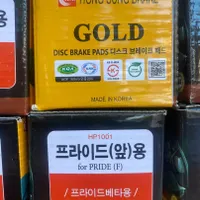 HONG SUNG BRAKE
GOLD
DISC BRAKE PADS 디스크 브레이크 패드
MADE IN KOREA
HP1001
프라이드(앞)용
for PRIDE (F)
/프라이드베타용/